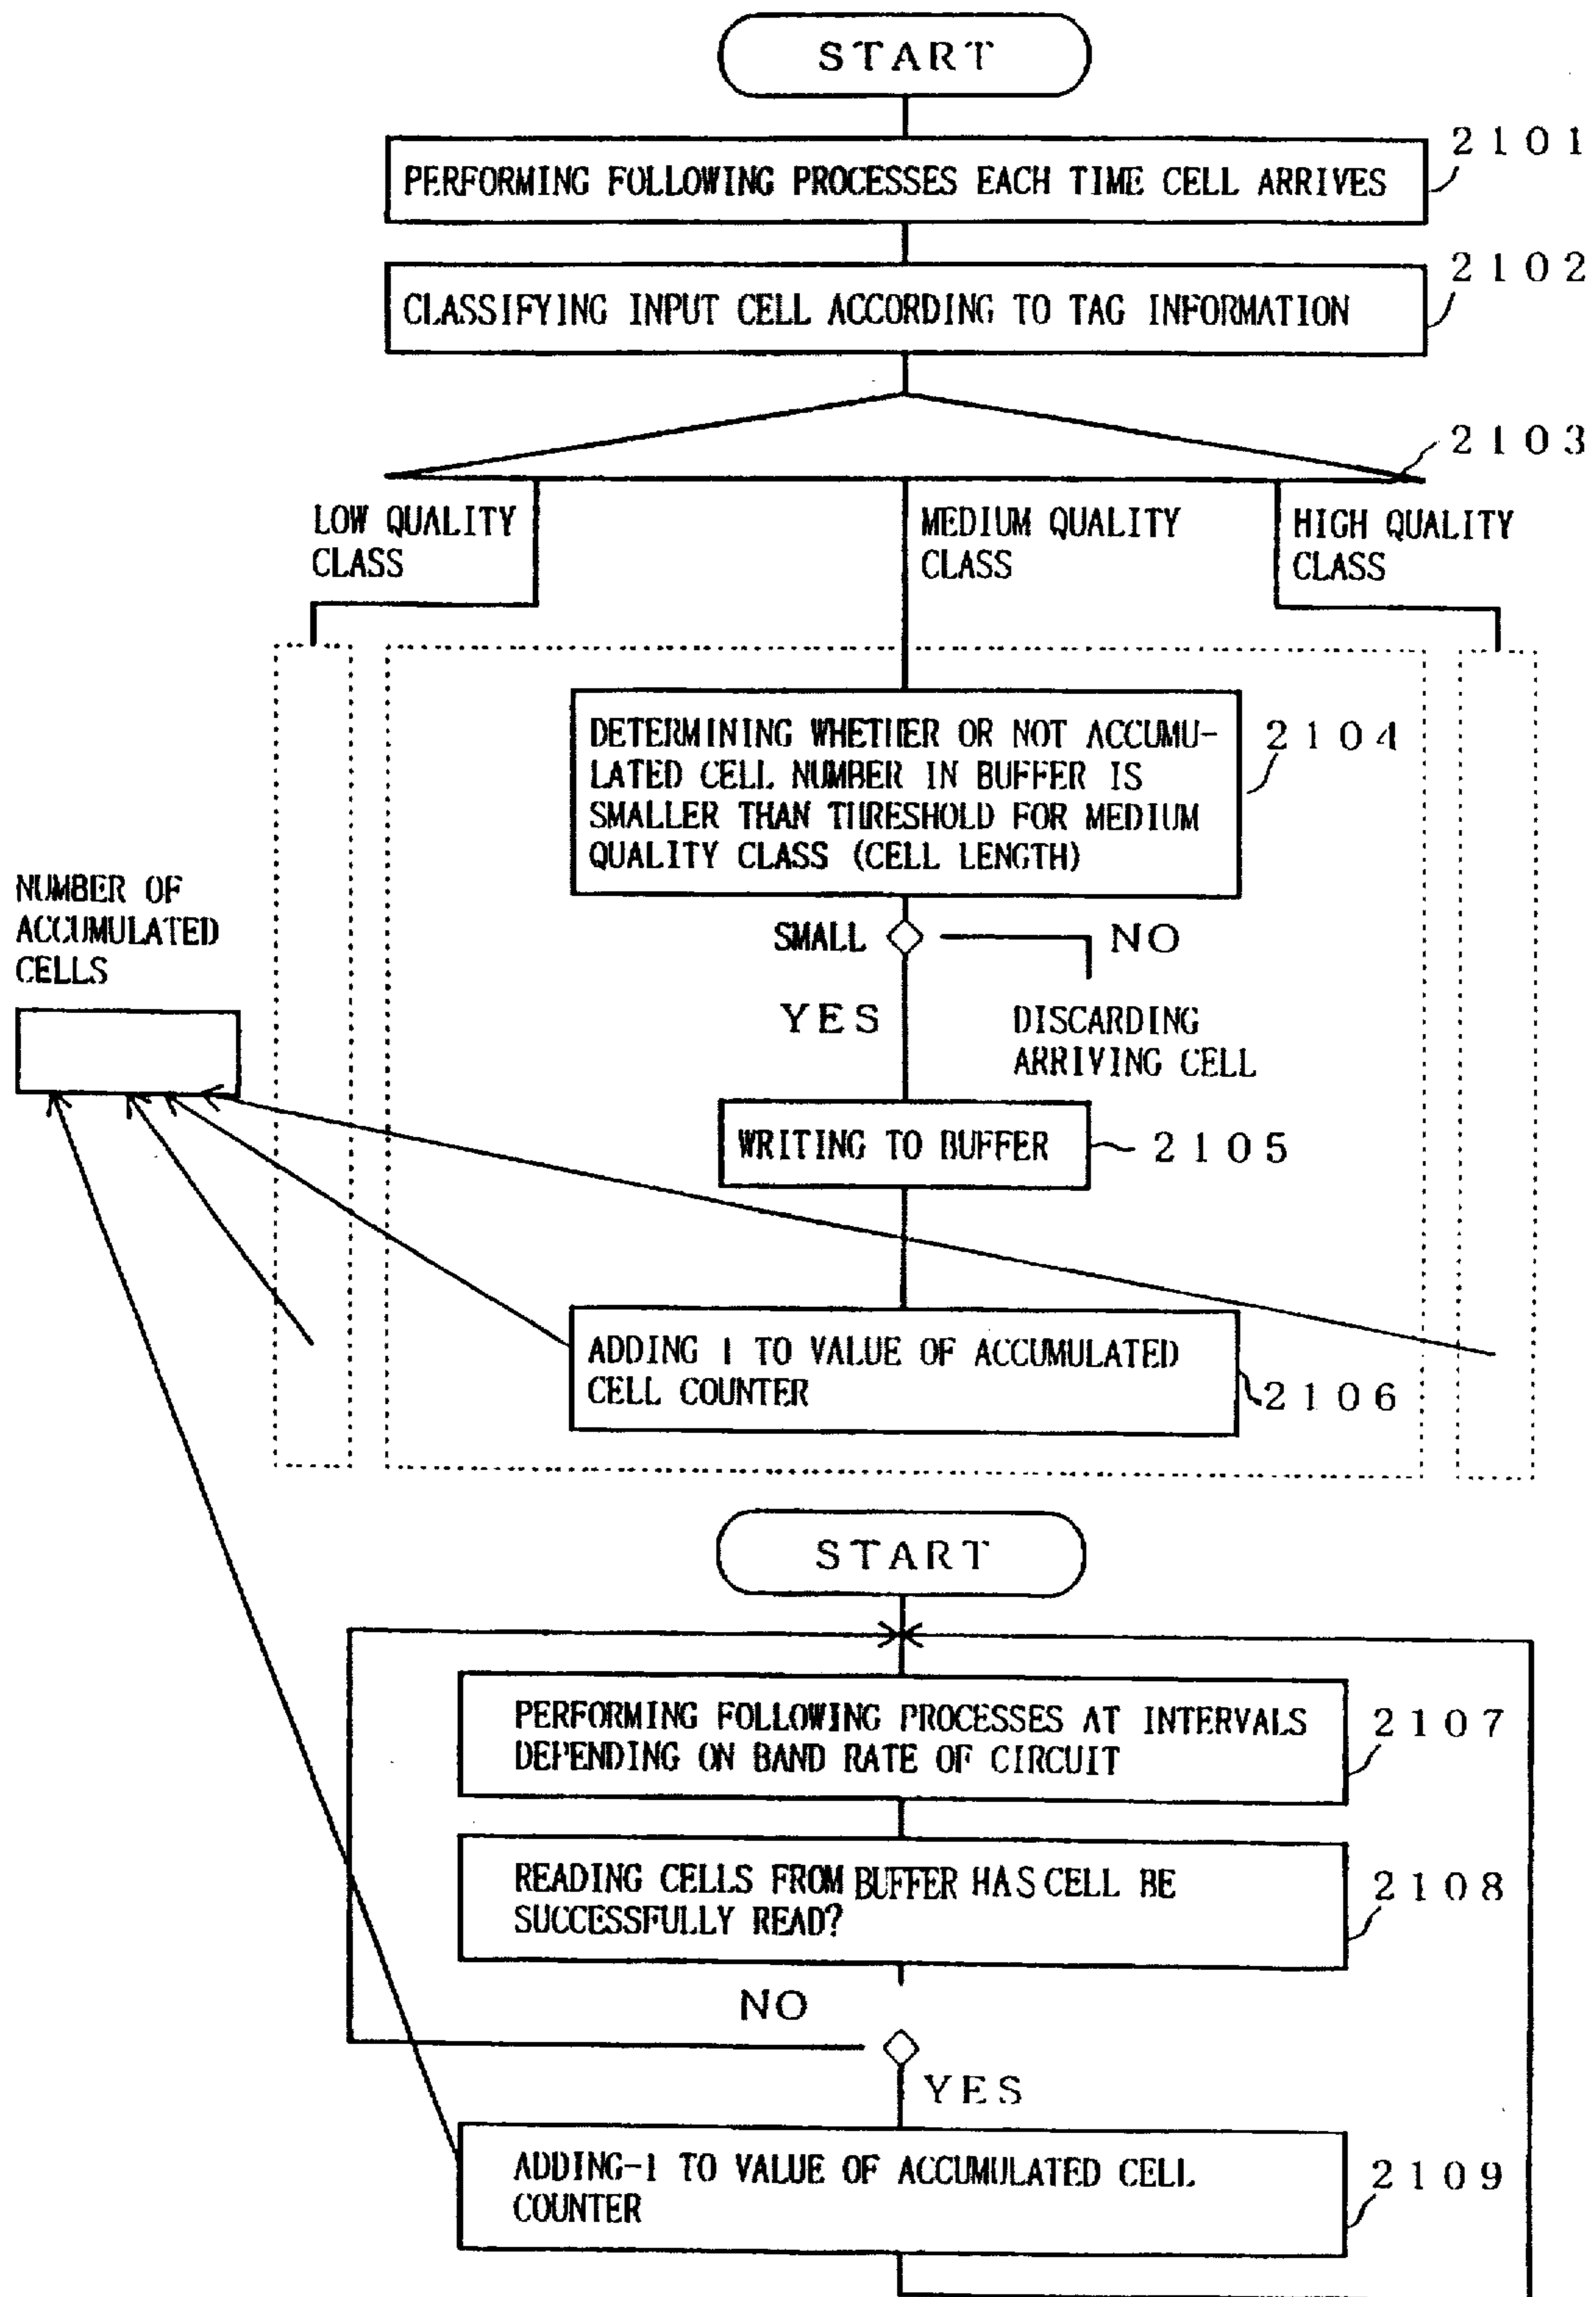 START
2101
PERFORMING FOLLOWING PROCESSES EACH TIME CELL ARRIVES
2102
CLASSIFYING INPUT CELL ACCORDING TO TAG INFORMATION
2103
LOW QUALITY
CLASS
MEDIUM QUALITY
CLASS
HIGH QUALITY
CLASS
DETERMINING WHETHER OR NOT ACCUMU-
LATED CELL NUMBER IN BUFFER IS
SMALLER THAN THRESHOLD FOR MEDIUM
QUALITY CLASS (CELL LENGTH)
2104
NUMBER OF
ACCUMULATED
CELLS
SMALL
NO
YES
DISCARDING
ARRIVING CELL
WRITING TO BUFFER
2105
ADDING 1 TO VALUE OF ACCUMULATED
CELL COUNTER
2106
START
PERFORMING FOLLOWING PROCESSES AT INTERVALS
DEPENDING ON BAND RATE OF CIRCUIT
2107
READING CELLS FROM BUFFER HAS CELL BE
SUCCESSFULLY READ?
2108
NO
YES
ADDING-1 TO VALUE OF ACCUMULATED CELL
COUNTER
2109